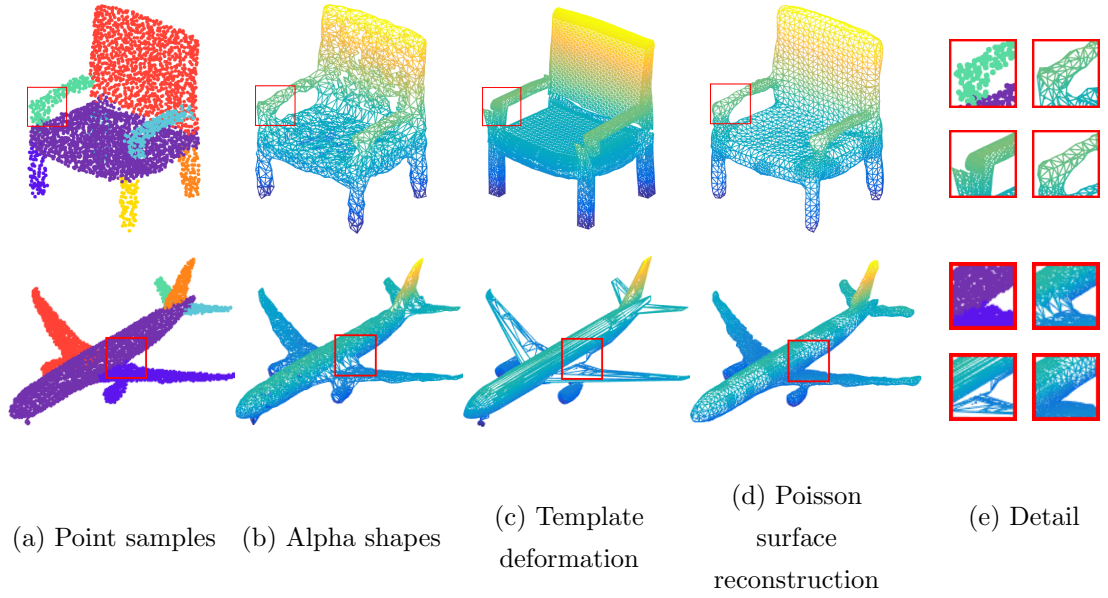 (a) Point samples
(b) Alpha shapes
(c) Template
deformation
(d) Poisson
surface
reconstruction
(e) Detail